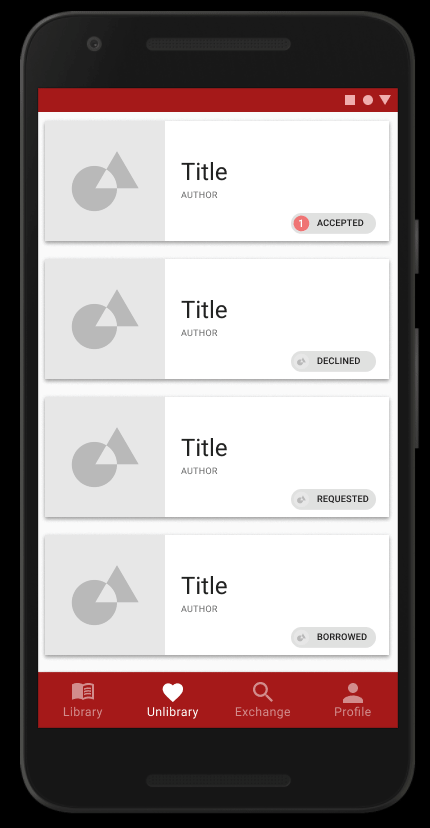 Title
AUTHOR
1 ACCEPTED
Title
AUTHOR
DECLINED
Title
AUTHOR
REQUESTED
Title
AUTHOR
BORROWED
Library Unlibrary Exchange Profile